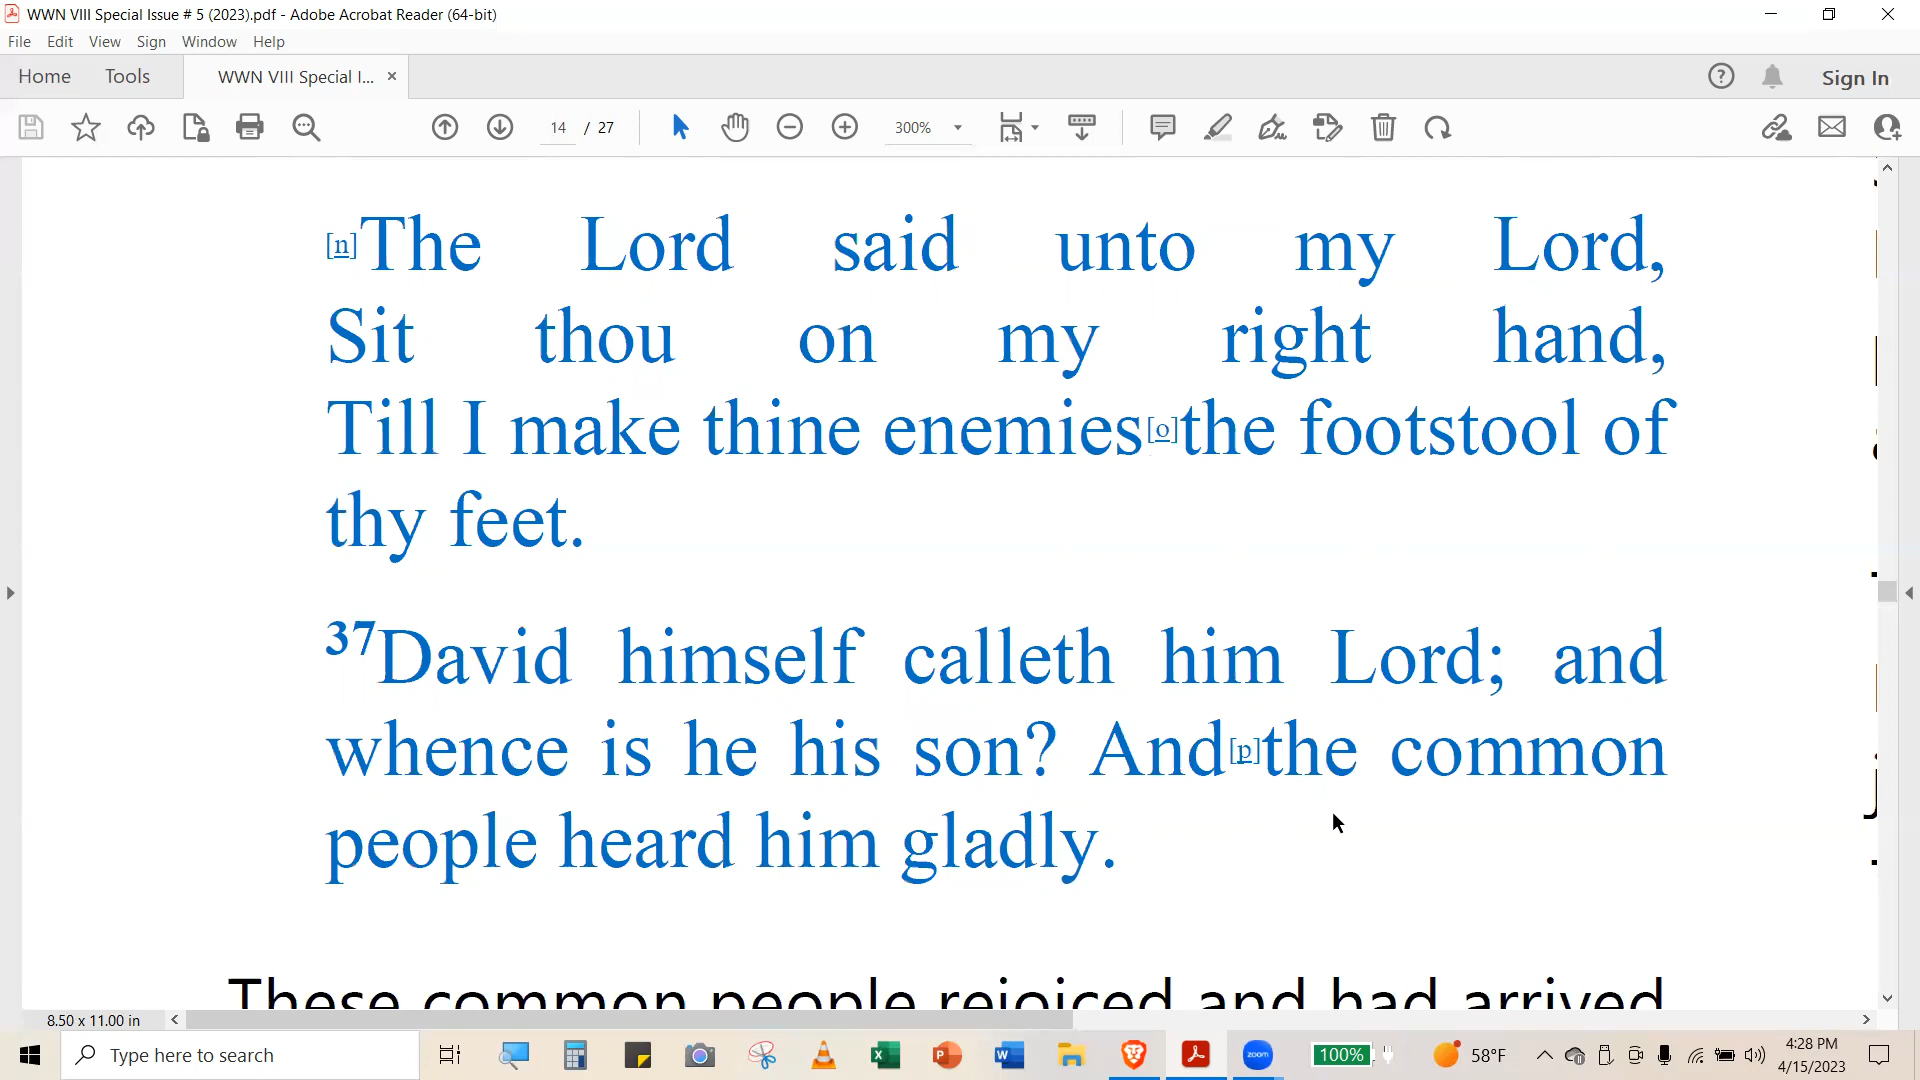 WWN VIII Special Issue # 5 (2023).pdf - Adobe Acrobat Reader (64-bit)
File Edit View Sign Window Help
Home Tools WWN VIII Special I... × Sign In
14 / 27 300%
[n]The Lord said unto my Lord,
Sit thou on my right hand,
Till I make thine enemies[o]the footstool of
thy feet.
37David himself calleth him Lord; and
whence is he his son? And[p]the common
people heard him gladly.
These common people rejoiced and had arrived
8.50 x 11.00 in
Type here to search
zoom
100%
58°F
4:28 PM
4/15/2023